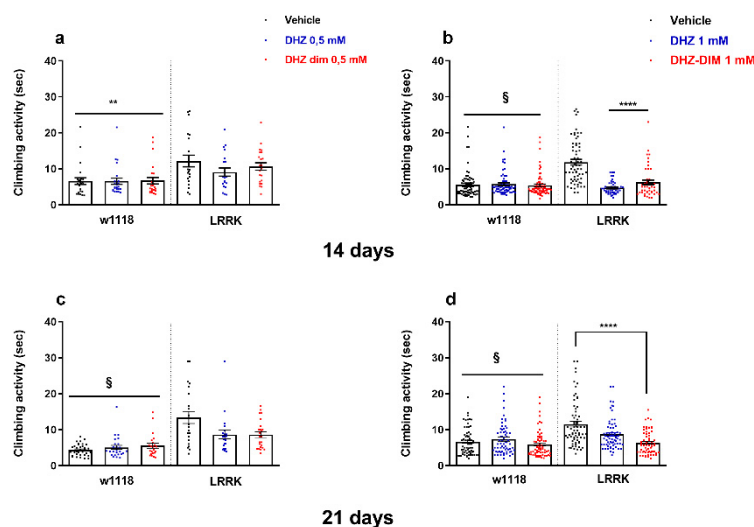 Vehicle
DHZ 0,5 mM
DHZ dim 0,5 mM
a
Climbing activity (sec)
40
30
20
10
0
**
w1118
LRRK
Vehicle
DHZ 1 mM
DHZ-DIM 1 mM
b
Climbing activity (sec)
40
30
20
10
0
§
****
w1118
LRRK
14 days
c
Climbing activity (sec)
40
30
20
10
0
§
w1118
LRRK
d
Climbing activity (sec)
40
30
20
10
0
§
****
w1118
LRRK
21 days